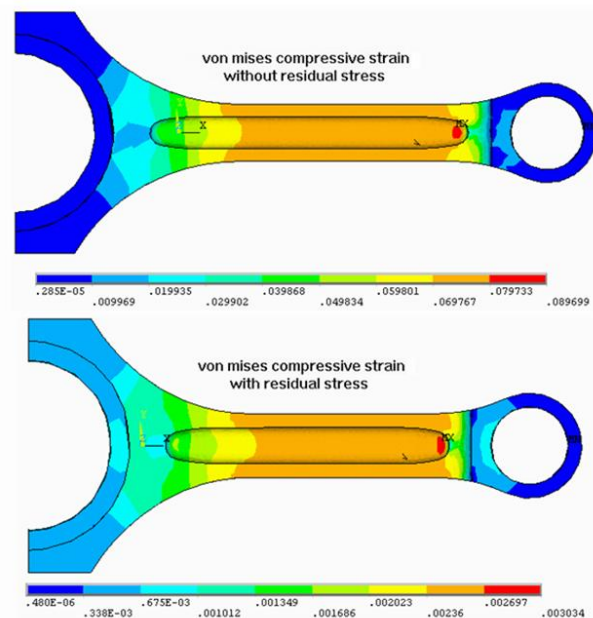 von mises compressive strain
without residual stress
X
MX
.285E-05 .019935 .039868 .059801 .079733
.009969 .029902 .049834 .069767 .089699
von mises compressive strain
with residual stress
X
MX
.480E-06 .675E-03 .001349 .002023 .002697
.338E-03 .001012 .001686 .00236 .003034